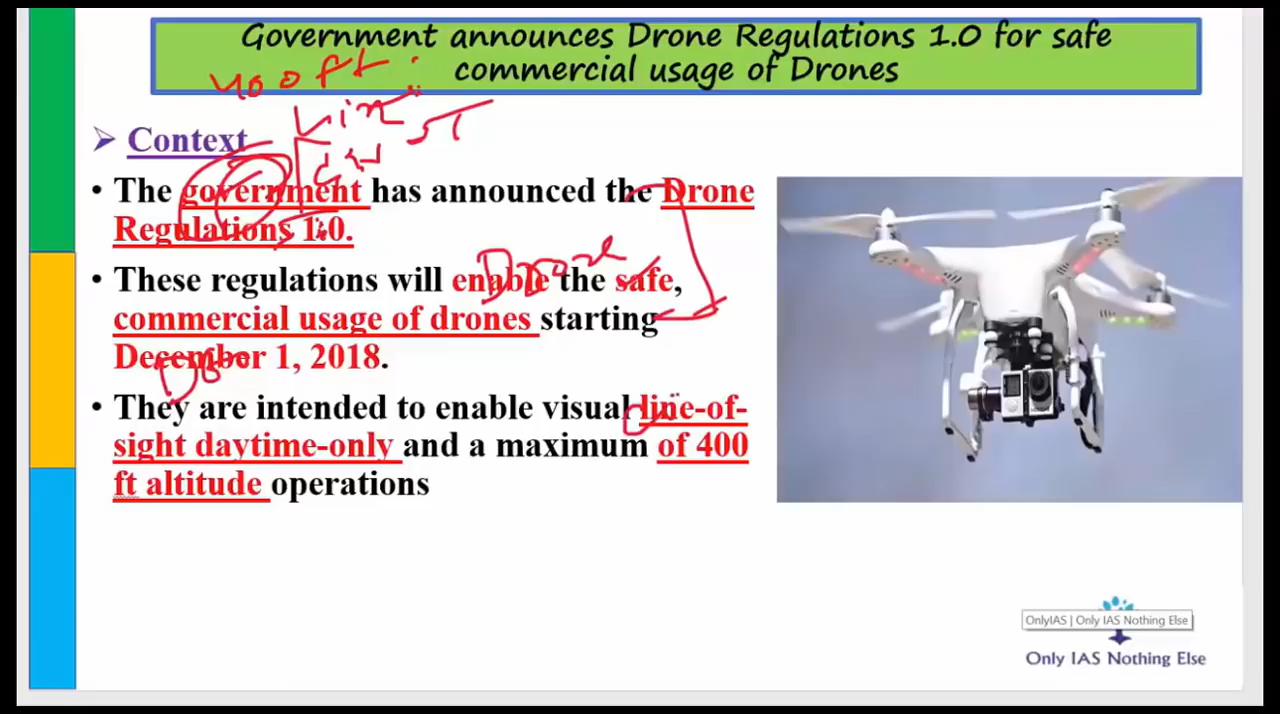 Government announces Drone Regulations 1.0 for safe
commercial usage of Drones
400 ft.
Context
• The government has announced the Drone
Regulations 1.0.
Drone
• These regulations will enable the safe,
commercial usage of drones starting
December 1, 2018.
• They are intended to enable visual line-of-
sight daytime-only and a maximum of 400
ft altitude operations
OnlyIAS | Only IAS Nothing Else
Only IAS Nothing Else